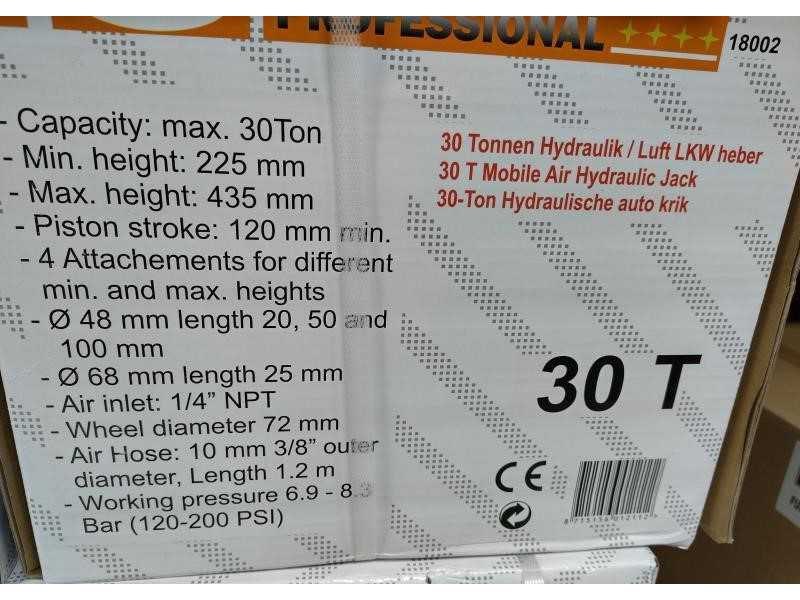 PROFESSIONAL
18002
- Capacity: max. 30Ton
- Min. height: 225 mm
- Max. height: 435 mm
- Piston stroke: 120 mm min.
- 4 Attachements for different
min. and max. heights
- Ø 48 mm length 20, 50 and
100 mm
- Ø 68 mm length 25 mm
- Air inlet: 1/4" NPT
- Wheel diameter 72 mm
- Air Hose: 10 mm 3/8" outer
diameter, Length 1.2 m
- Working pressure 6.9 - 8.3
Bar (120-200 PSI)
30 Tonnen Hydraulik / Luft LKW heber
30 T Mobile Air Hydraulic Jack
30-Ton Hydraulische auto krik
30 T
CE